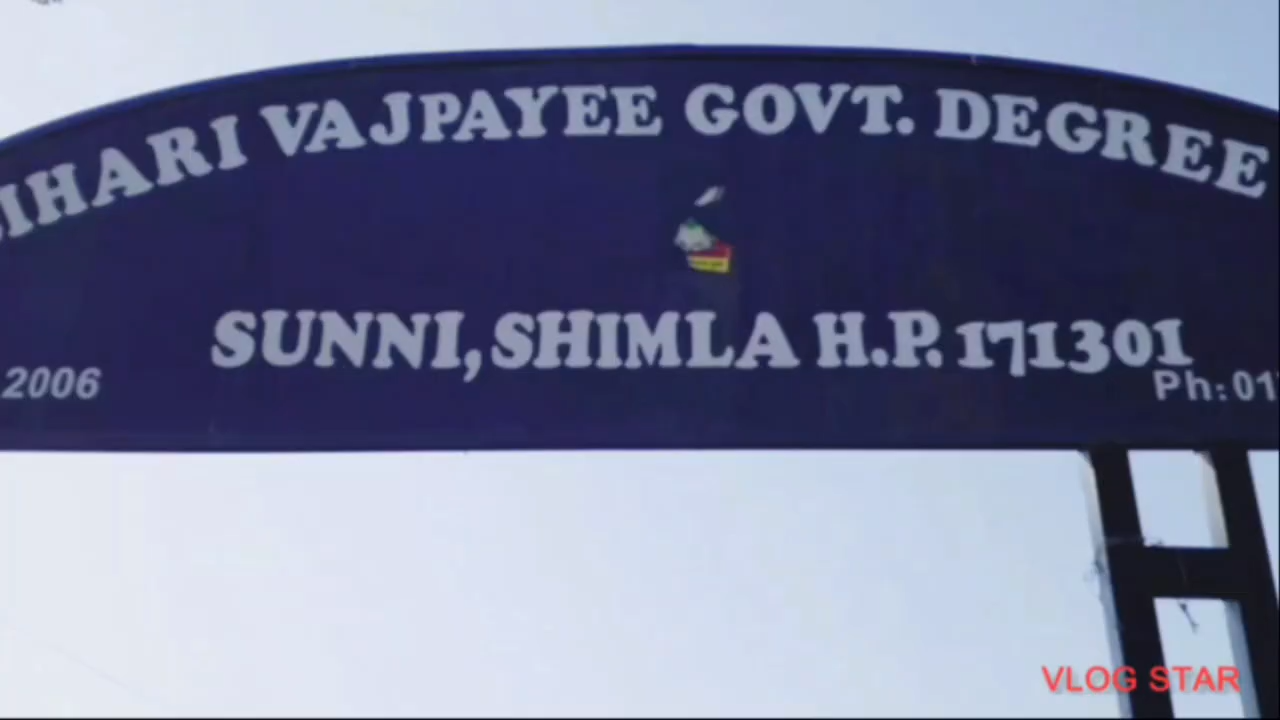 IHARI VAJPAYEE GOVT. DEGREE
SUNNI, SHIMLA H.P. 171301
2006
Ph: 01
VLOG STAR